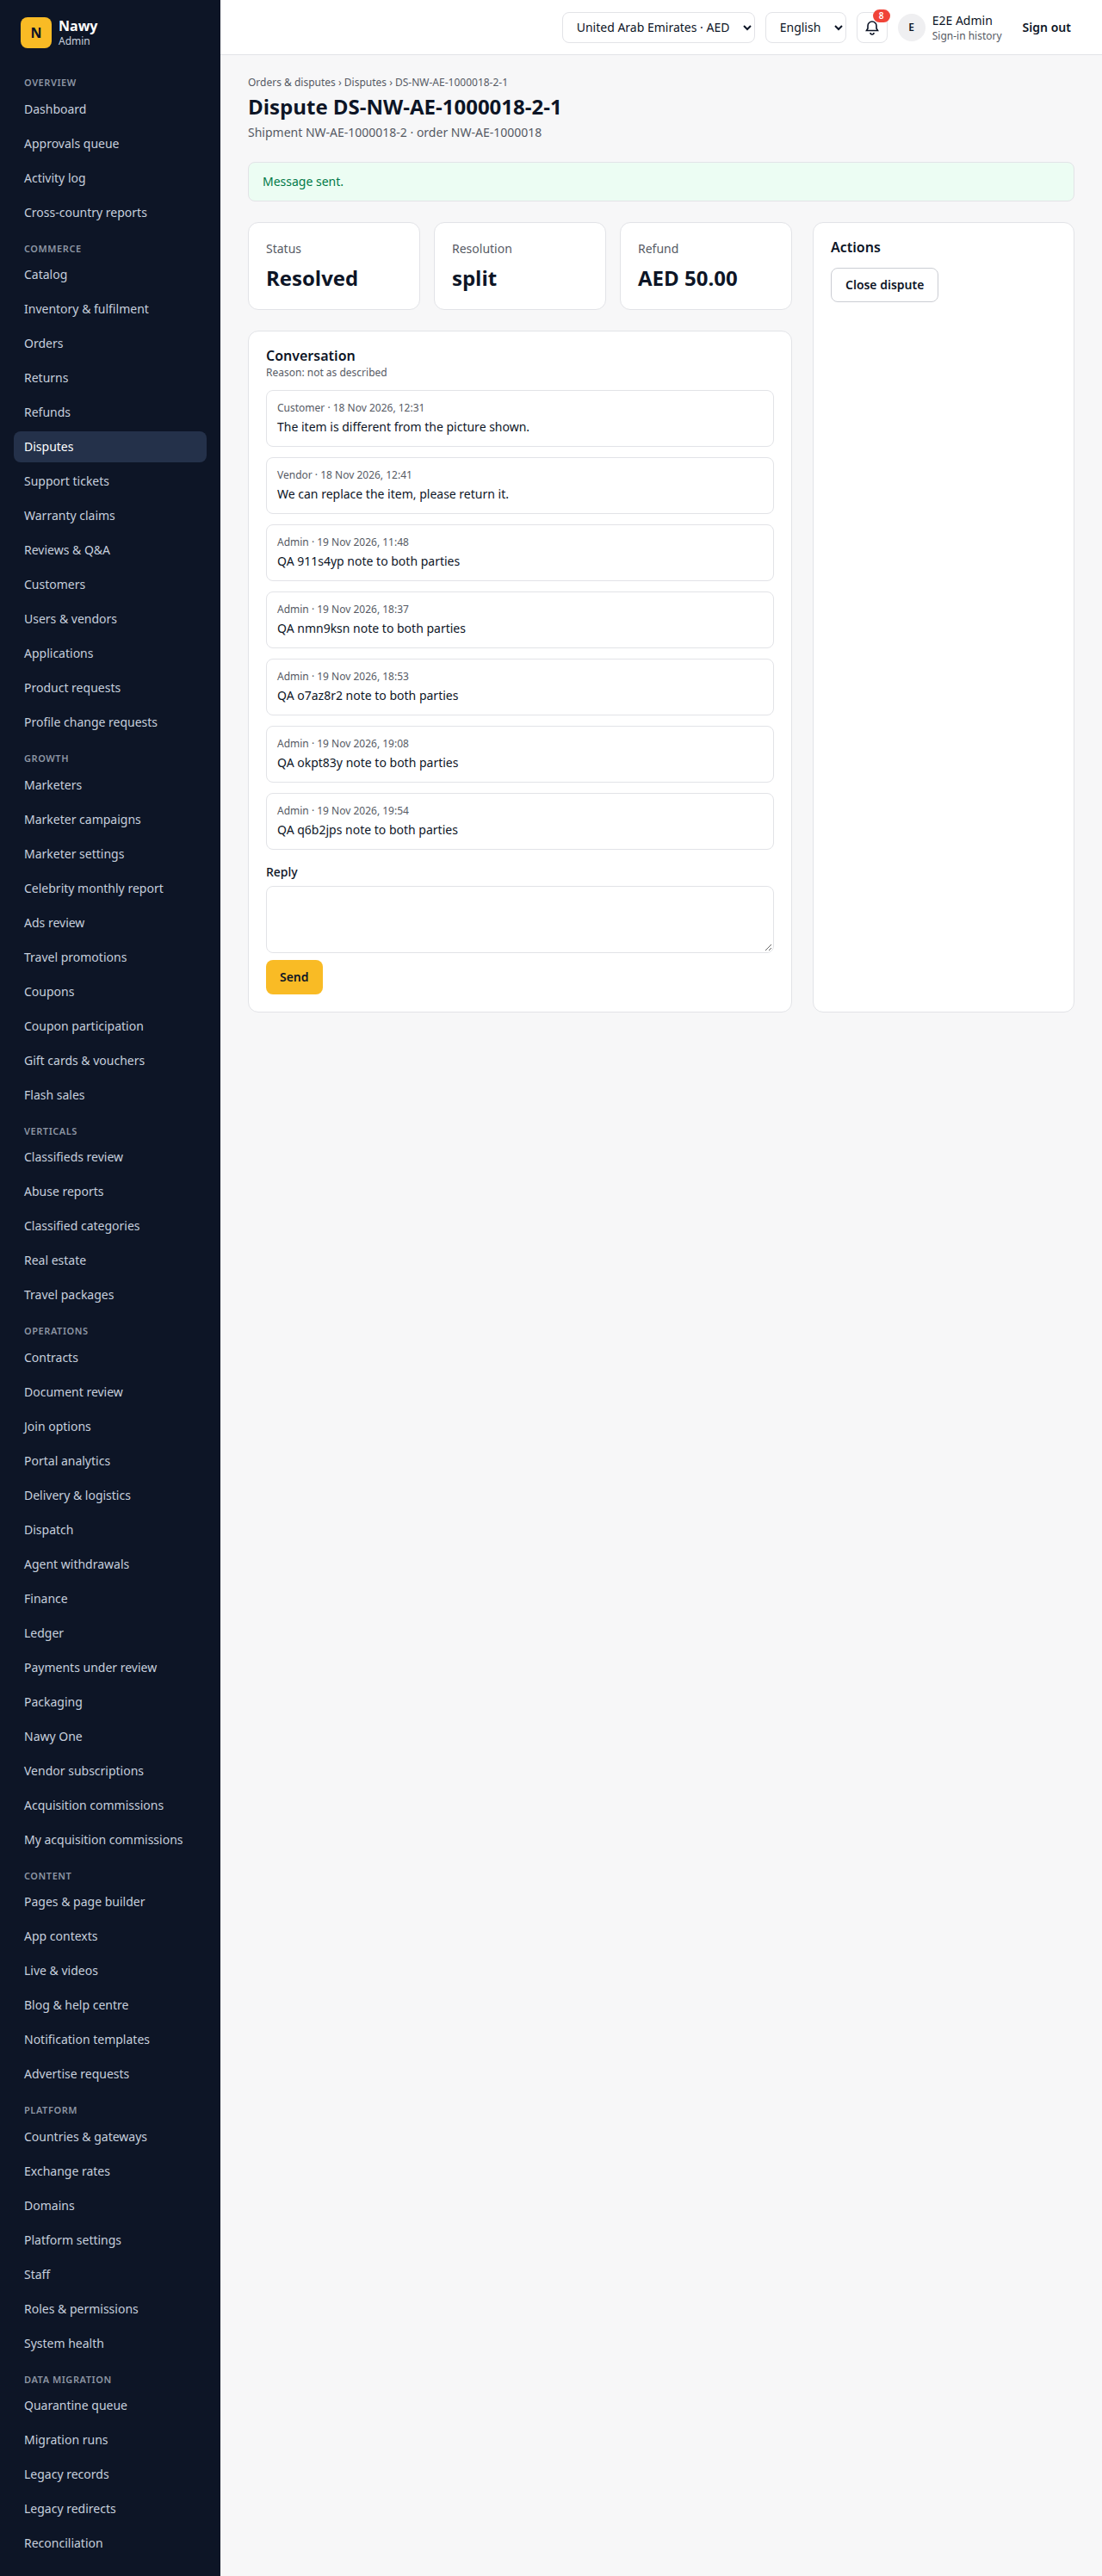 N
Nawy
Admin
OVERVIEW
Dashboard
Approvals queue
Activity log
Cross-country reports
COMMERCE
Catalog
Inventory & fulfilment
Orders
Returns
Refunds
Disputes
Support tickets
Warranty claims
Reviews & Q&A
Customers
Users & vendors
Applications
Product requests
Profile change requests
GROWTH
Marketers
Marketer campaigns
Marketer settings
Celebrity monthly report
Ads review
Travel promotions
Coupons
Coupon participation
Gift cards & vouchers
Flash sales
VERTICALS
Classifieds review
Abuse reports
Classified categories
Real estate
Travel packages
OPERATIONS
Contracts
Document review
Join options
Portal analytics
Delivery & logistics
Dispatch
Agent withdrawals
Finance
Ledger
Payments under review
Packaging
Nawy One
Vendor subscriptions
Acquisition commissions
My acquisition commissions
CONTENT
Pages & page builder
App contexts
Live & videos
Blog & help centre
Notification templates
Advertise requests
PLATFORM
Countries & gateways
Exchange rates
Domains
Platform settings
Staff
Roles & permissions
System health
DATA MIGRATION
Quarantine queue
Migration runs
Legacy records
Legacy redirects
Reconciliation
United Arab Emirates · AED
English
8
E
E2E Admin
Sign-in history
Sign out
Orders & disputes › Disputes › DS-NW-AE-1000018-2-1
Dispute DS-NW-AE-1000018-2-1
Shipment NW-AE-1000018-2 · order NW-AE-1000018
Message sent.
Status
Resolved
Resolution
split
Refund
AED 50.00
Actions
Close dispute
Conversation
Reason: not as described
Customer · 18 Nov 2026, 12:31
The item is different from the picture shown.
Vendor · 18 Nov 2026, 12:41
We can replace the item, please return it.
Admin · 19 Nov 2026, 11:48
QA 911s4yp note to both parties
Admin · 19 Nov 2026, 18:37
QA nmn9ksn note to both parties
Admin · 19 Nov 2026, 18:53
QA o7az8r2 note to both parties
Admin · 19 Nov 2026, 19:08
QA okpt83y note to both parties
Admin · 19 Nov 2026, 19:54
QA q6b2jps note to both parties
Reply
Send